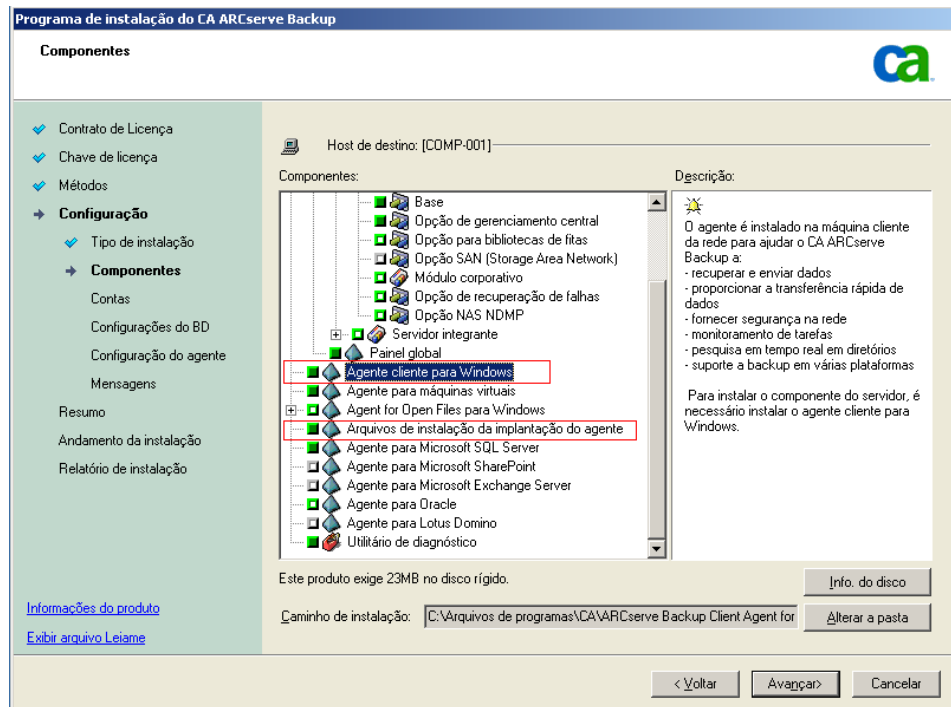 Programa de instalação do CA ARCserve Backup
Componentes
ca
Contrato de Licença
Chave de licença
Métodos
Configuração
Tipo de instalação
Componentes
Contas
Configurações do BD
Configuração do agente
Mensagens
Resumo
Andamento da instalação
Relatório de instalação
Informações do produto
Exibir arquivo Leiame
Host de destino: [COMP-001]
Componentes:
Base
Opção de gerenciamento central
Opção para bibliotecas de fitas
Opção SAN (Storage Area Network)
Módulo corporativo
Opção de recuperação de falhas
Opção NAS NDMP
Servidor integrante
Painel global
Agente cliente para Windows
Agente para máquinas virtuais
Agent for Open Files para Windows
Arquivos de instalação da implantação do agente
Agente para Microsoft SQL Server
Agente para Microsoft SharePoint
Agente para Microsoft Exchange Server
Agente para Oracle
Agente para Lotus Domino
Utilitário de diagnóstico
Descrição:
O agente é instalado na máquina cliente
da rede para ajudar o CA ARCserve
Backup a:
- recuperar e enviar dados
- proporcionar a transferência rápida de
dados
- fornecer segurança na rede
- monitoramento de tarefas
- pesquisa em tempo real em diretórios
- suporte a backup em várias plataformas
Para instalar o componente do servidor, é
necessário instalar o agente cliente para
Windows.
Este produto exige 23MB no disco rígido.
Info. do disco
Caminho de instalação: C:\Arquivos de programas\CA\ARCserve Backup Client Agent for
Alterar a pasta
< Voltar
Avançar>
Cancelar